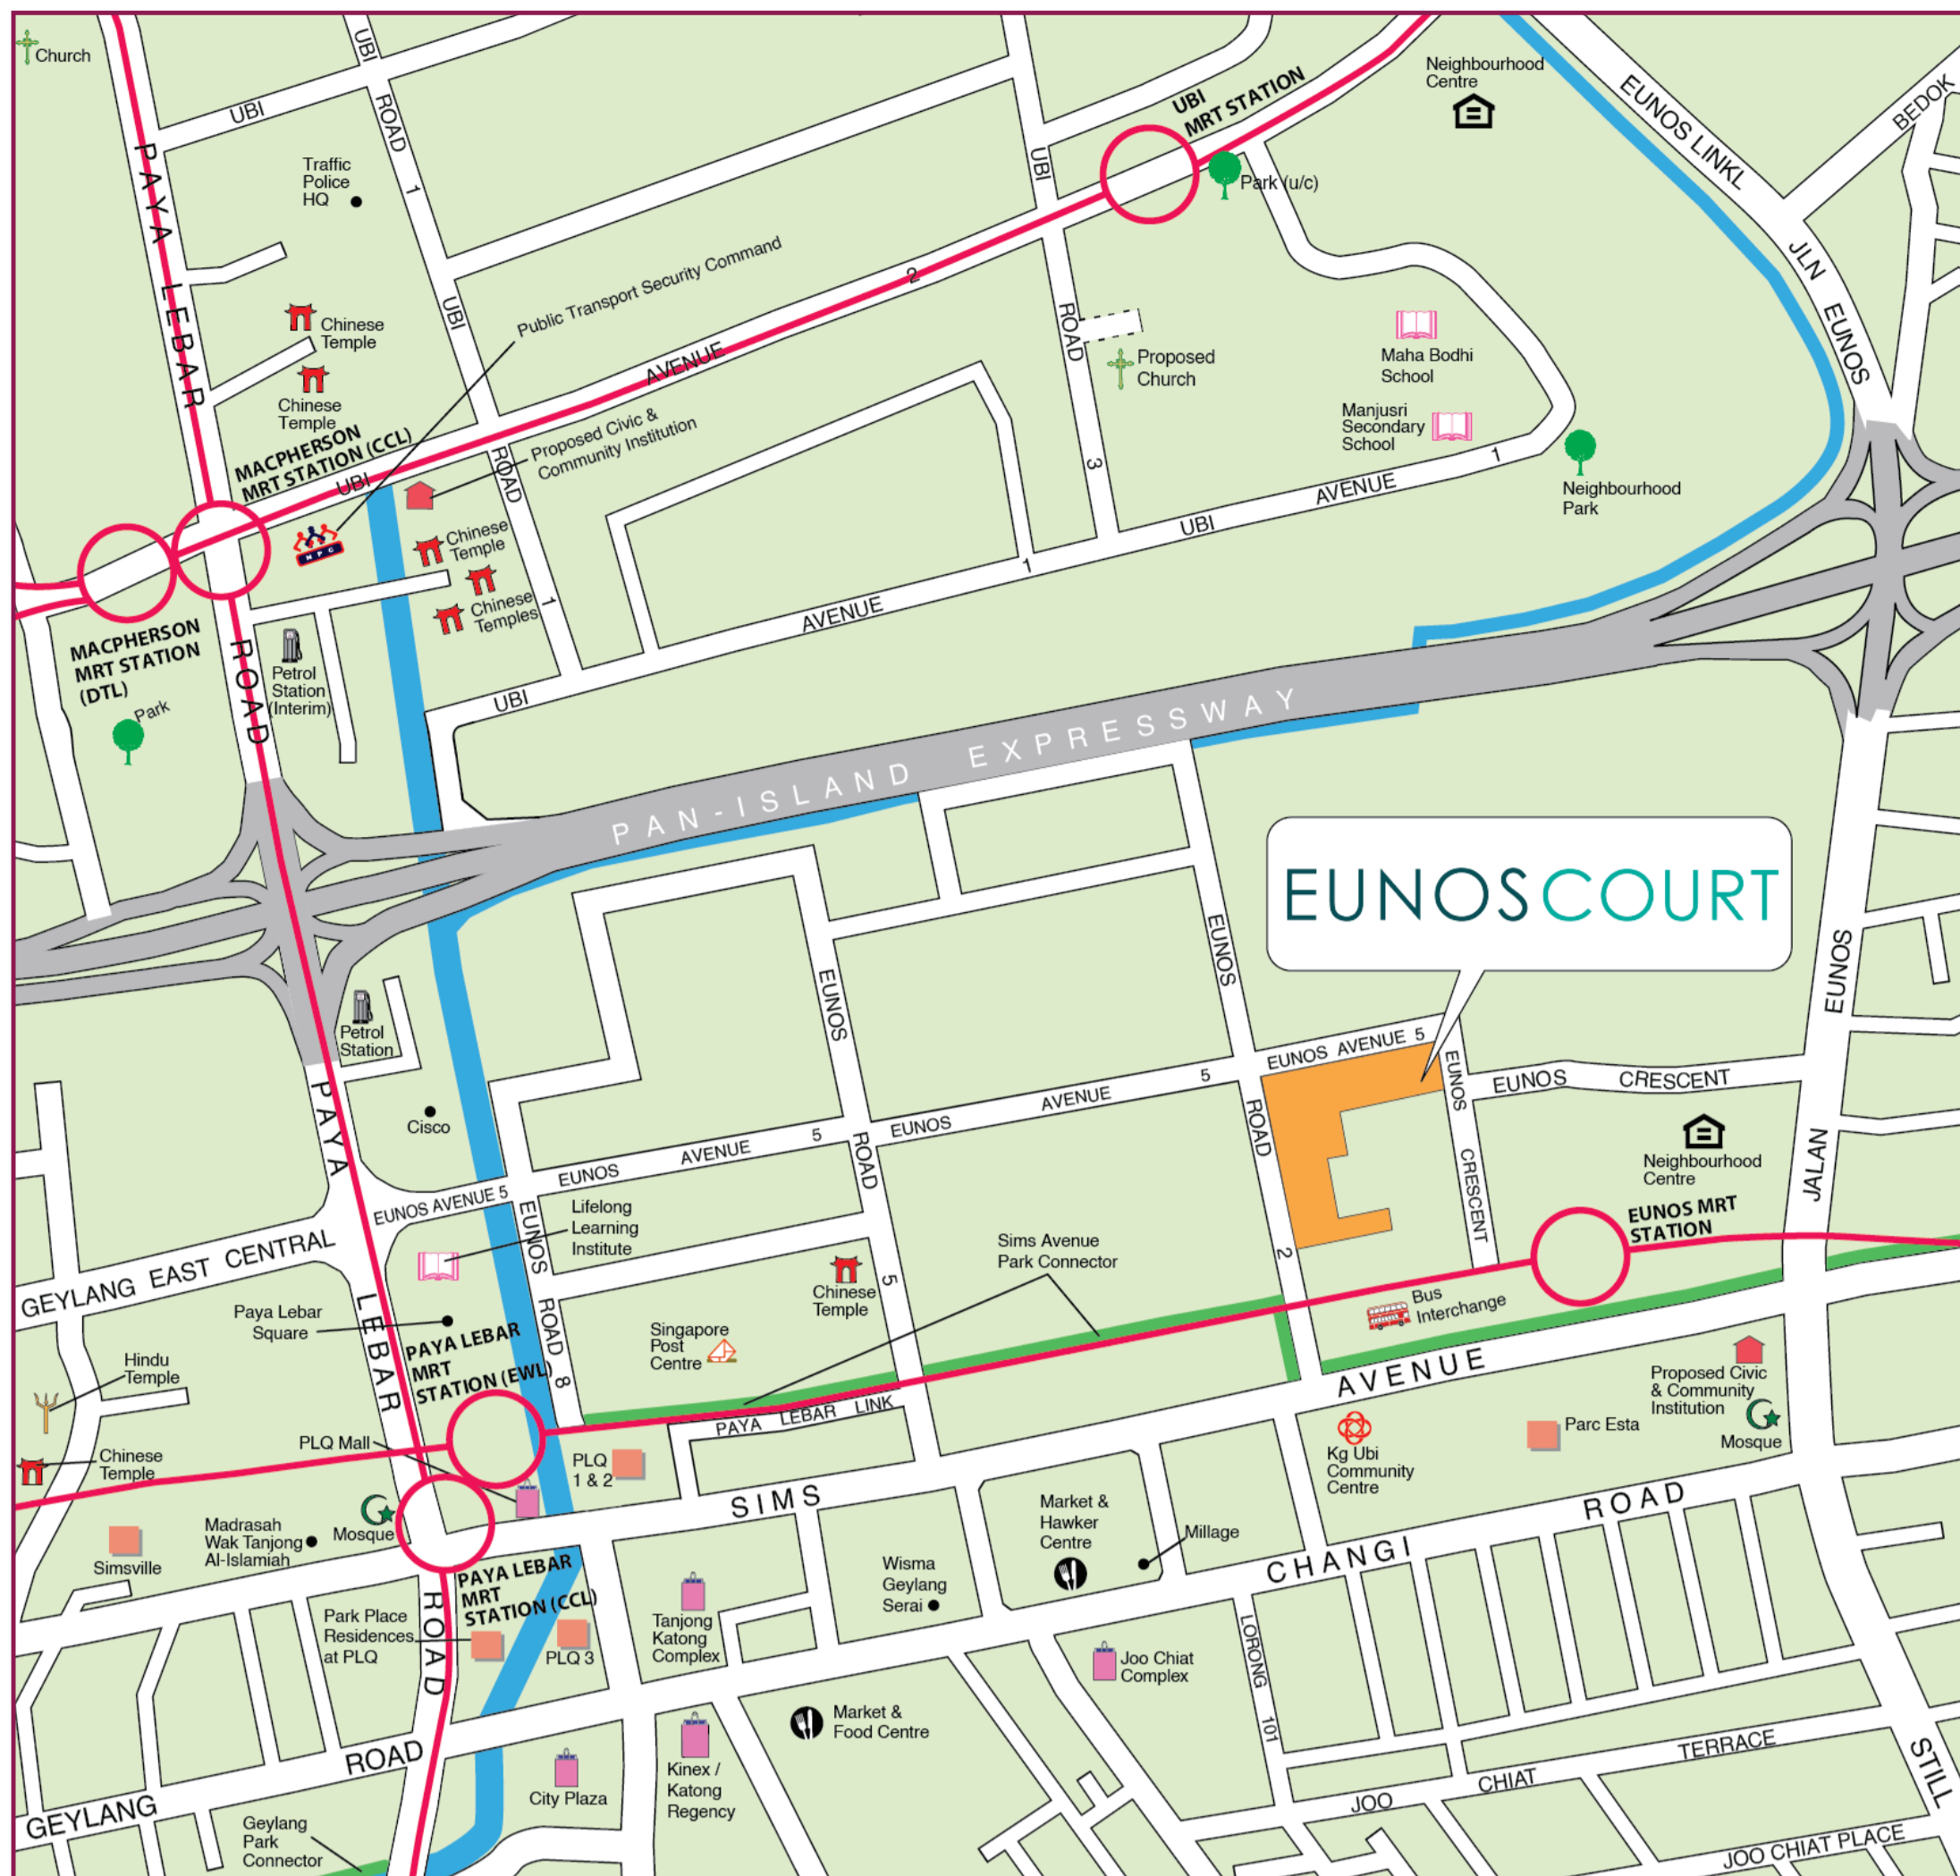 Church
UBI
UBI
ROAD
1
Traffic
Police
HQ
UBI
MRT STATION
Neighbourhood
Centre
EUNOS LINKL
BEDOK
PAYA LEBAR
UBI
Park (u/c)
Public Transport Security Command
2
JLN EUNOS
Chinese
Temple
UBI
AVENUE
ROAD
3
Proposed
Church
Maha Bodhi
School
Chinese
Temple
Manjusri
Secondary
School
MACPHERSON
MRT STATION (CCL)
UBI
Proposed Civic &
Community Institution
ROAD
1
Neighbourhood
Park
NPC
Chinese
Temple
Chinese
Temples
1
UBI
AVENUE
1
AVENUE
UBI
MACPHERSON
MRT STATION
(DTL)
Park
ROAD
Petrol
Station
(Interim)
PAN-ISLAND EXPRESSWAY
EUNOSCOURT
EUNOS
EUNOS
EUNOS
Petrol
Station
Cisco
PAYA
EUNOS AVENUE 5
EUNOS
CRESCENT
EUNOS CRESCENT
5
AVENUE
EUNOS
5
AVENUE
EUNOS
EUNOS AVENUE 5
ROAD
5
ROAD
2
JALAN
Neighbourhood
Centre
EUNOS MRT
STATION
GEYLANG EAST CENTRAL
Lifelong
Learning
Institute
EUNOS
ROAD
8
LEBAR
Paya Lebar
Square
PAYA LEBAR
MRT
STATION (EWL)
Sims Avenue
Park Connector
Chinese
Temple
Singapore
Post
Centre
Bus
Interchange
Hindu
Temple
PAYA LEBAR LINK
AVENUE
Proposed Civic
& Community
Institution
Mosque
Parc Esta
Kg Ubi
Community
Centre
PLQ Mall
Chinese
Temple
PLQ
1 & 2
SIMS
Market &
Hawker
Centre
Millage
CHANGI
ROAD
Simsville
Madrasah
Wak Tanjong
Al-Islamiah
Mosque
PAYA LEBAR
MRT
STATION (CCL)
Wisma
Geylang
Serai
ROAD
Park Place
Residences
at PLQ
PLQ 3
Tanjong
Katong
Complex
Joo Chiat
Complex
LORONG
101
Market &
Food Centre
GEYLANG
ROAD
Geylang
Park
Connector
City Plaza
Kinex /
Katong
Regency
JOO
CHIAT
TERRACE
STILL
JOO CHIAT PLACE